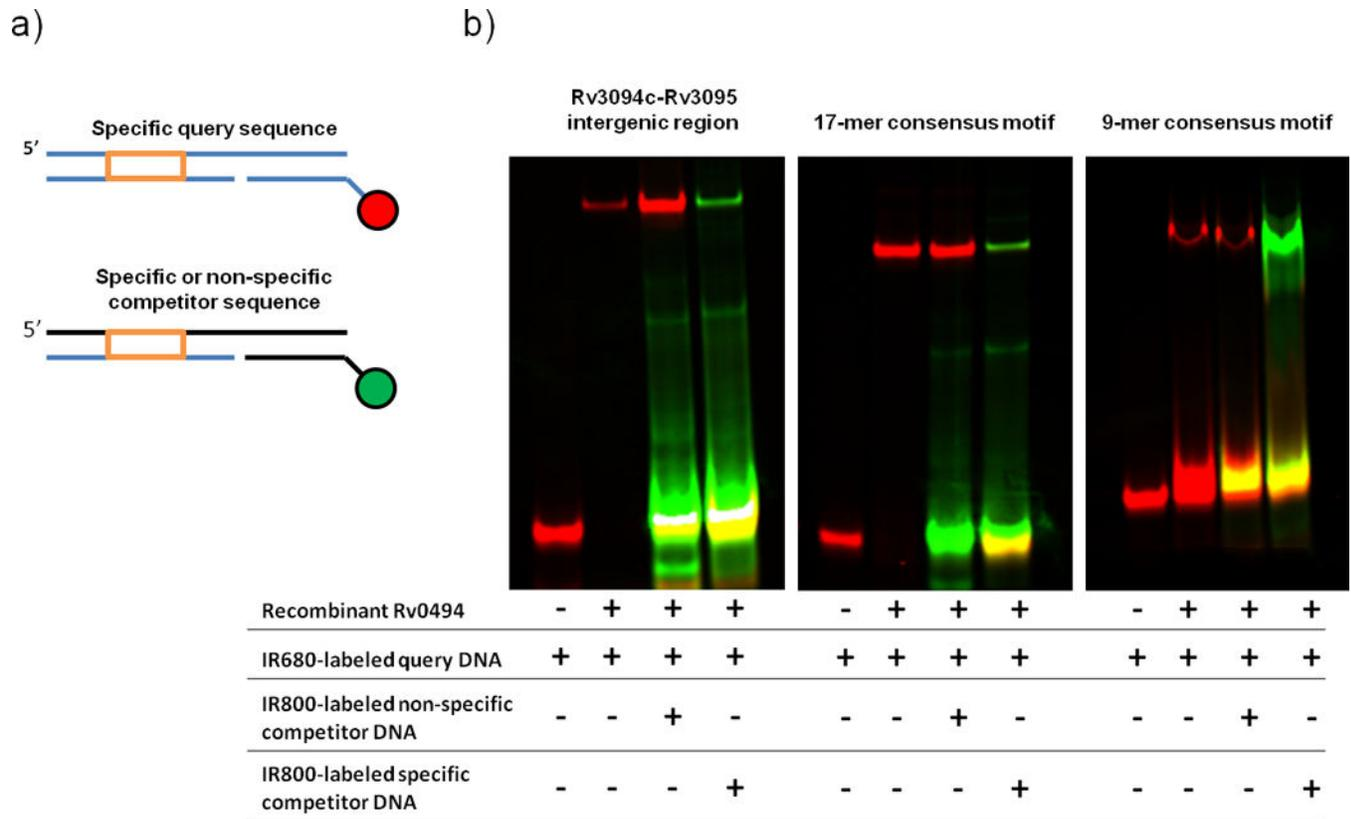 a)
b)
Specific query sequence
5'
Specific or non-specific
competitor sequence
5'
Rv3094c-Rv3095
intergenic region
17-mer consensus motif
9-mer consensus motif
Recombinant Rv0494 - + + + - + + + - + + +
IR680-labeled query DNA + + + + + + + + + + + +
IR800-labeled non-specific
competitor DNA - - + - - - + - - - + -
IR800-labeled specific
competitor DNA - - - + - - - + - - - +